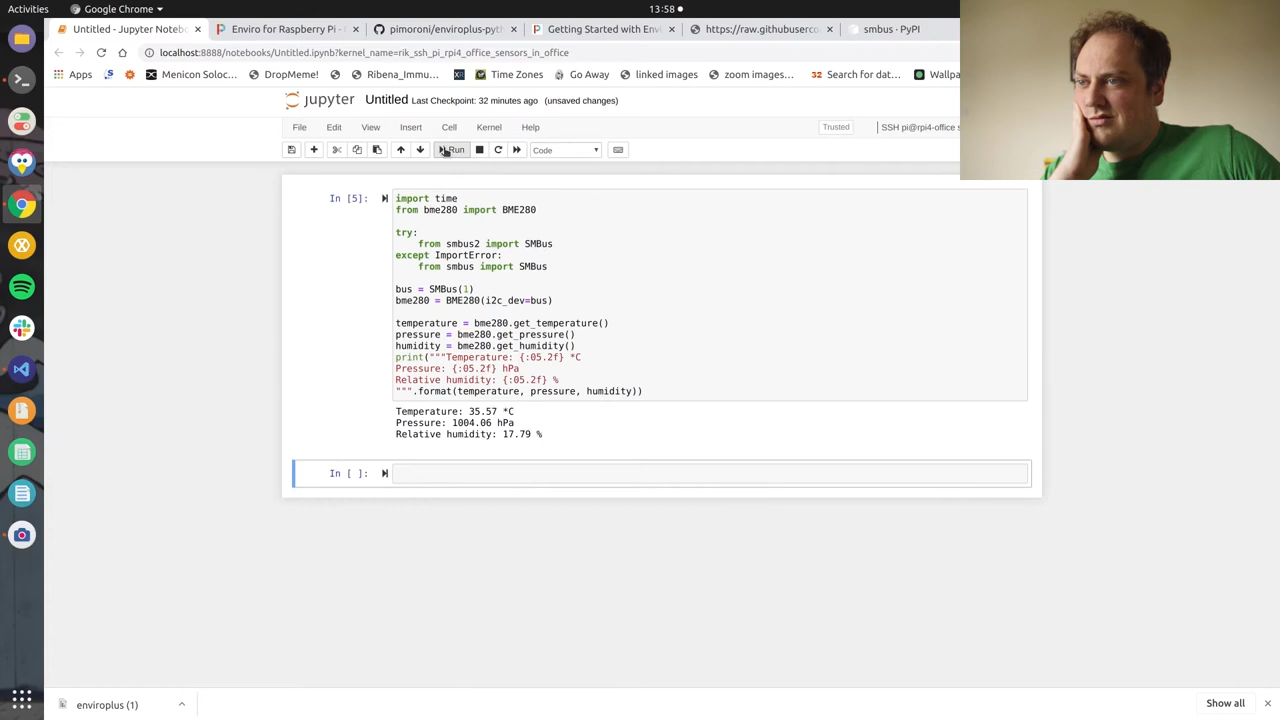 Activities
Google Chrome
13:58
Untitled - Jupyter Notebo
Enviro for Raspberry Pi -
pimoroni/enviroplus-pyth
Getting Started with Envi
https://raw.githubuserco
smbus · PyPI
localhost:8888/notebooks/Untitled.ipynb?kernel_name=rik_ssh_pi_rpi4_office_sensors_in_office
Apps
Menicon Soloc...
DropMeme!
Ribena_Immu...
Time Zones
Go Away
linked images
zoom images...
32 Search for dat...
Wallpa
jupyter Untitled Last Checkpoint: 32 minutes ago (unsaved changes)
File Edit View Insert Cell Kernel Help
Trusted
SSH pi@rpi4-office s
Run
Code
In [5]:
import time
from bme280 import BME280
try:
from smbus2 import SMBus
except ImportError:
from smbus import SMBus
bus = SMBus(1)
bme280 = BME280(i2c_dev=bus)
temperature = bme280.get_temperature()
pressure = bme280.get_pressure()
humidity = bme280.get_humidity()
print("""Temperature: {:05.2f} *C
Pressure: {:05.2f} hPa
Relative humidity: {:05.2f} %
""".format(temperature, pressure, humidity))
Temperature: 35.57 *C
Pressure: 1004.06 hPa
Relative humidity: 17.79 %
In [ ]:
enviroplus (1)
Show all